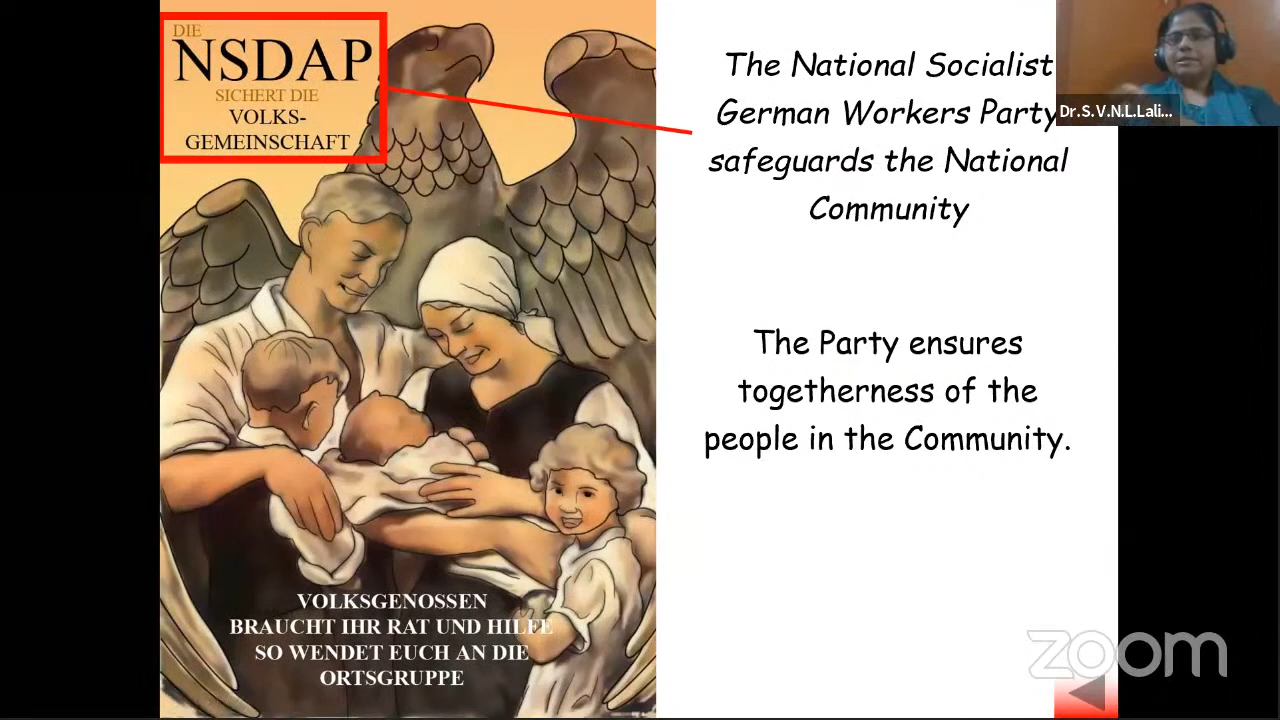 DIE
NSDAP
SICHERT DIE
VOLKS-
GEMEINSCHAFT
VOLKSGENOSSEN
BRAUCHT IHR RAT UND HILFE
SO WENDET EUCH AN DIE
ORTSGRUPPE
The National Socialist
German Workers Party
safeguards the National
Community
The Party ensures
togetherness of the
people in the Community.
Dr.S.V.N.L.Lali...
zoom